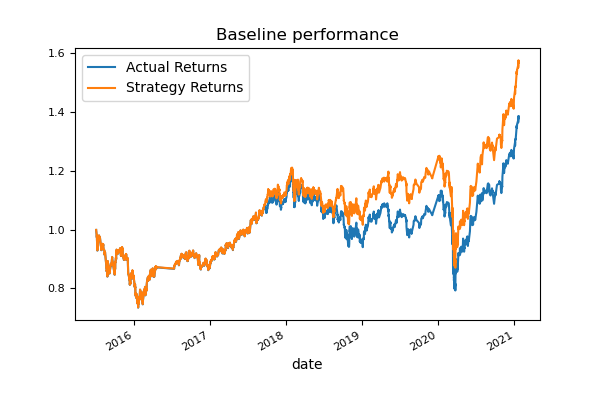 Baseline performance
Actual Returns
Strategy Returns
1.6
1.4
1.2
1.0
0.8
2016
2017
2018
2019
2020
2021
date